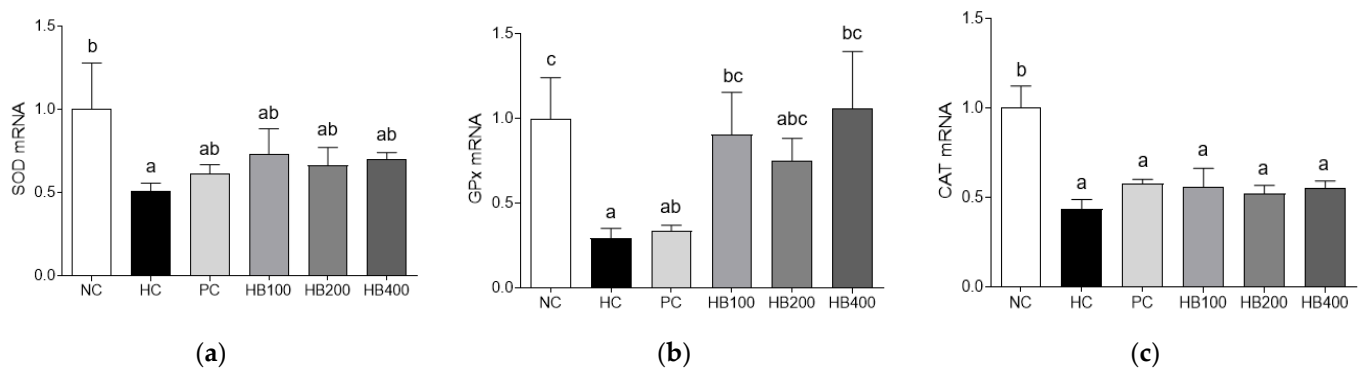 SOD mRNA
1.5
1.0
0.5
0.0
b
a
ab
ab
ab
ab
NC HC PC HB100 HB200 HB400
(a)
GPx mRNA
1.5
1.0
0.5
0.0
c
a
ab
bc
abc
bc
NC HC PC HB100 HB200 HB400
(b)
CAT mRNA
1.5
1.0
0.5
0.0
b
a
a
a
a
a
NC HC PC HB100 HB200 HB400
(c)